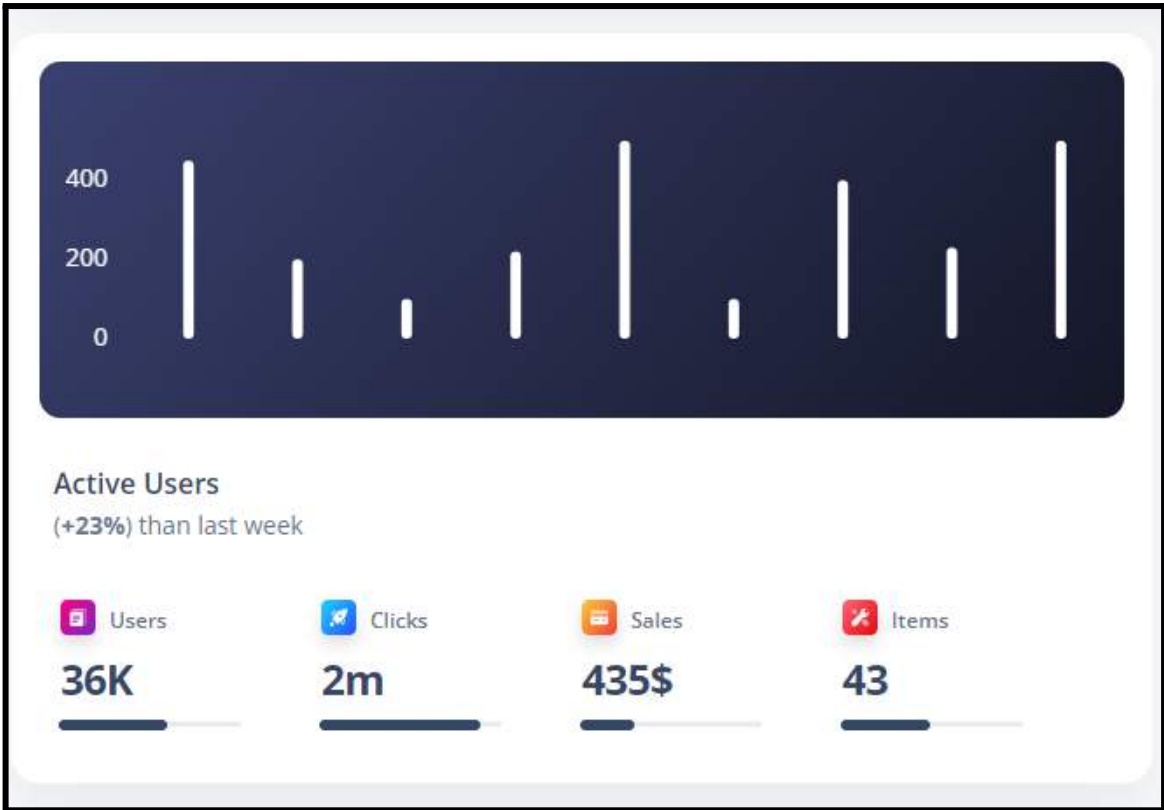 400
200
0
Active Users
(+23%) than last week
Users
Clicks
Sales
Items
36K
2m
435$
43